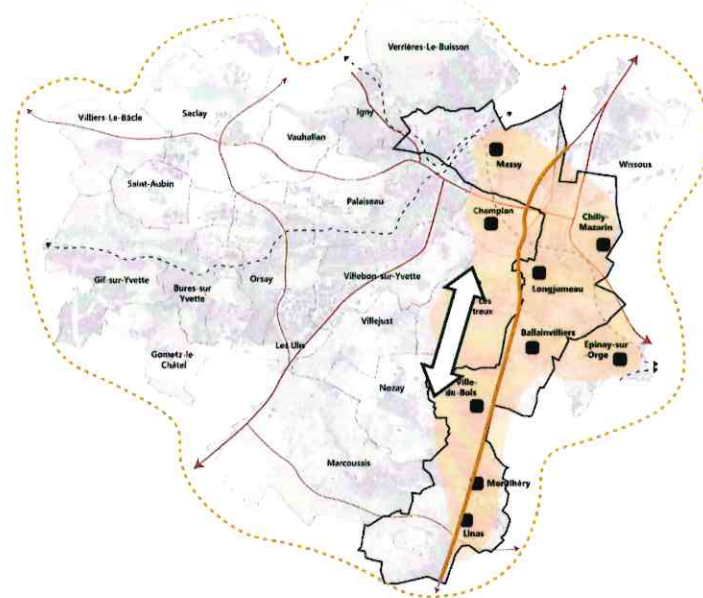 Verrières-Le-Buisson
Villiers-Le-Bâcle
Saclay
Igny
Vauhallan
Massy
Wissous
Saint-Aubin
Palaiseau
Champlan
Chilly-
Mazarin
Gif-sur-Yvette
Bures-sur
Yvette
Orsay
Villebon-sur-Yvette
Longjumeau
Les
Villejust
Ballainvilliers
Les Ulis
Epinay-sur
Orge
Gometz-le
Châtel
Nozay
Ville-
du-Bois
Marcoussis
Montlhéry
Linas